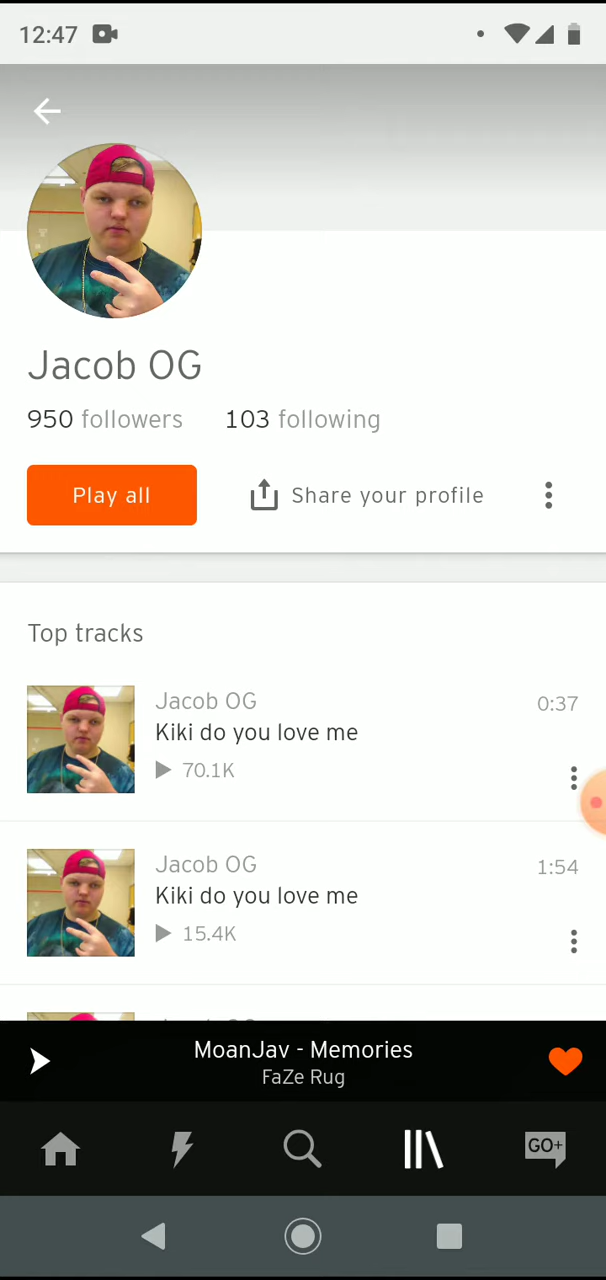 12:47
Jacob OG
950 followers 103 following
Play all
Share your profile
Top tracks
Jacob OG
0:37
Kiki do you love me
70.1K
Jacob OG
1:54
Kiki do you love me
15.4K
MoanJav - Memories
FaZe Rug
GO+